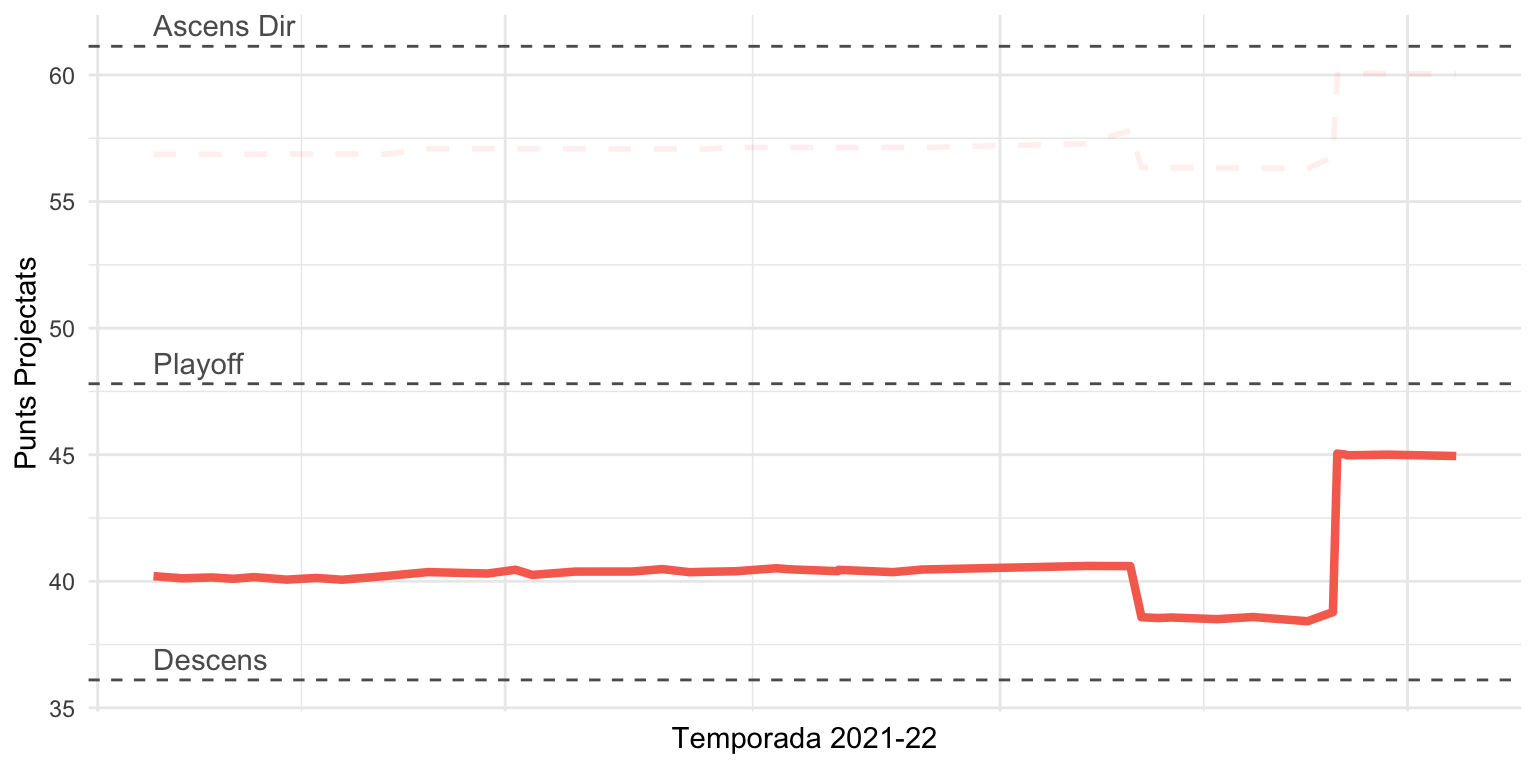 Ascens Dir
60
55
50
Playoff
45
40
Descens
35
Punts Projectats
Temporada 2021-22